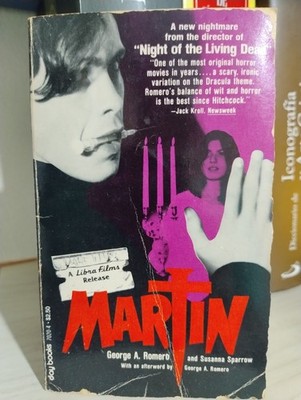 A new nightmare
from the director of
"Night of the Living Dead"
"One of the most original horror
movies in years....a scary, ironic
variation on the Dracula theme.
Romero's balance of wit and horror
is the best since Hitchcock."
—Jack Kroll, Newsweek
A Libra Films
Release
MARTIN
George A. Romero and Susanna Sparrow
With an afterword by George A. Romero
day books
$2.50
Diccionario de
Iconografía